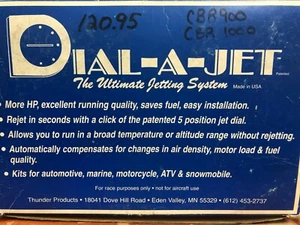 120.95
CBR900
CBR 1000
DIAL-A-JET
Patented
The Ultimate Jetting System
Made in USA
• More HP, excellent running quality, saves fuel, easy installation.
• Rejet in seconds with a click of the patented 5 position jet dial.
• Allows you to run in a broad temperature or altitude range without rejetting.
• Automatically compensates for changes in air density, motor load & fuel
quality.
• Kits for automotive, marine, motorcycle, ATV & snowmobile.
For race purposes only • not for aircraft use
Thunder Products • 18041 Dove Hill Road • Eden Valley, MN 55329 • (612) 453-2737